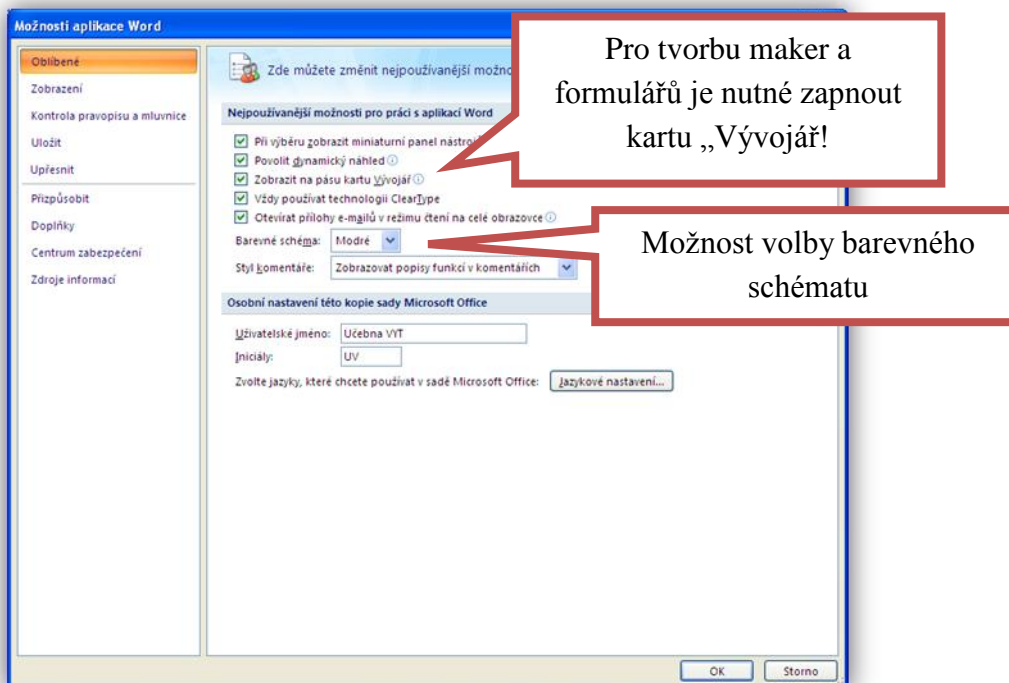 Možnosti aplikace Word
Oblíbené
Zobrazení
Kontrola pravopisu a mluvnice
Uložit
Upřesnit
Přizpůsobit
Doplňky
Centrum zabezpečení
Zdroje informací
Zde můžete změnit nejpoužívanější
Nejpoužívanější možnosti pro práci s aplikací Word
Při výběru zobrazit miniaturní panel
Povolit dynamický náhled
Zobrazit na pásu kartu Vývojář
Vždy používat technologii ClearType
Otevírat přílohy e-mailů v režimu čtení na celé obrazovce
Barevné schéma: Modré
Styl komentáře: Zobrazovat popisy funkcí v komentářích
Osobní nastavení této kopie sady Microsoft Office
Uživatelské jméno: Učebna VYT
Iniciály: UV
Zvolte jazyky, které chcete používat v sadě Microsoft Office: Jazykové nastavení...
OK Storno
Pro tvorbu maker a
formulářů je nutné zapnout
kartu „Vývojář!
Možnost volby barevného
schématu